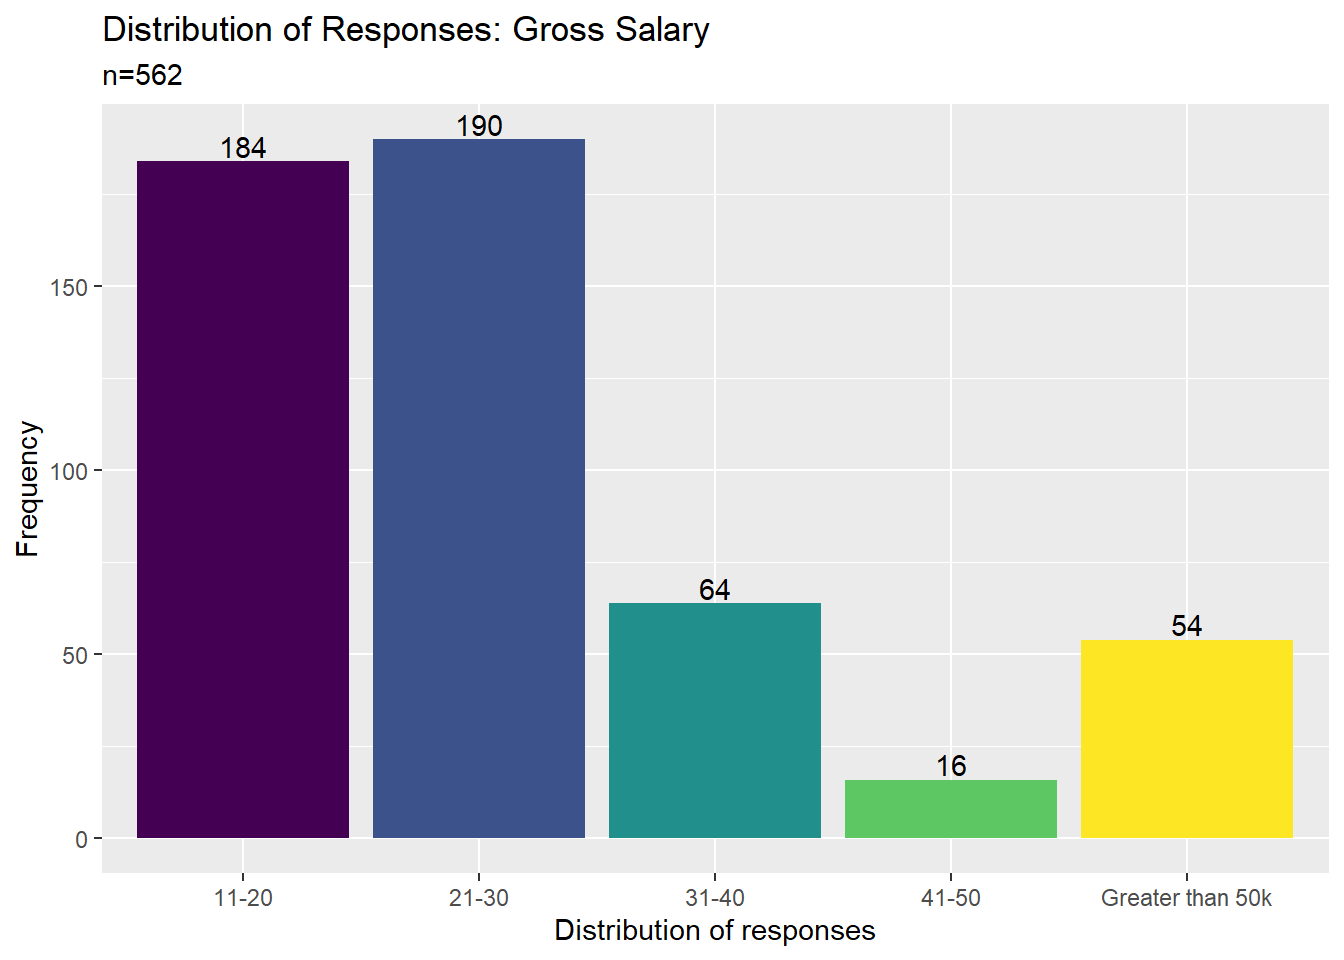 Distribution of Responses: Gross Salary
n=562
190
184
64
54
16
150
100
50
0
Frequency
11-20 21-30 31-40 41-50 Greater than 50k
Distribution of responses